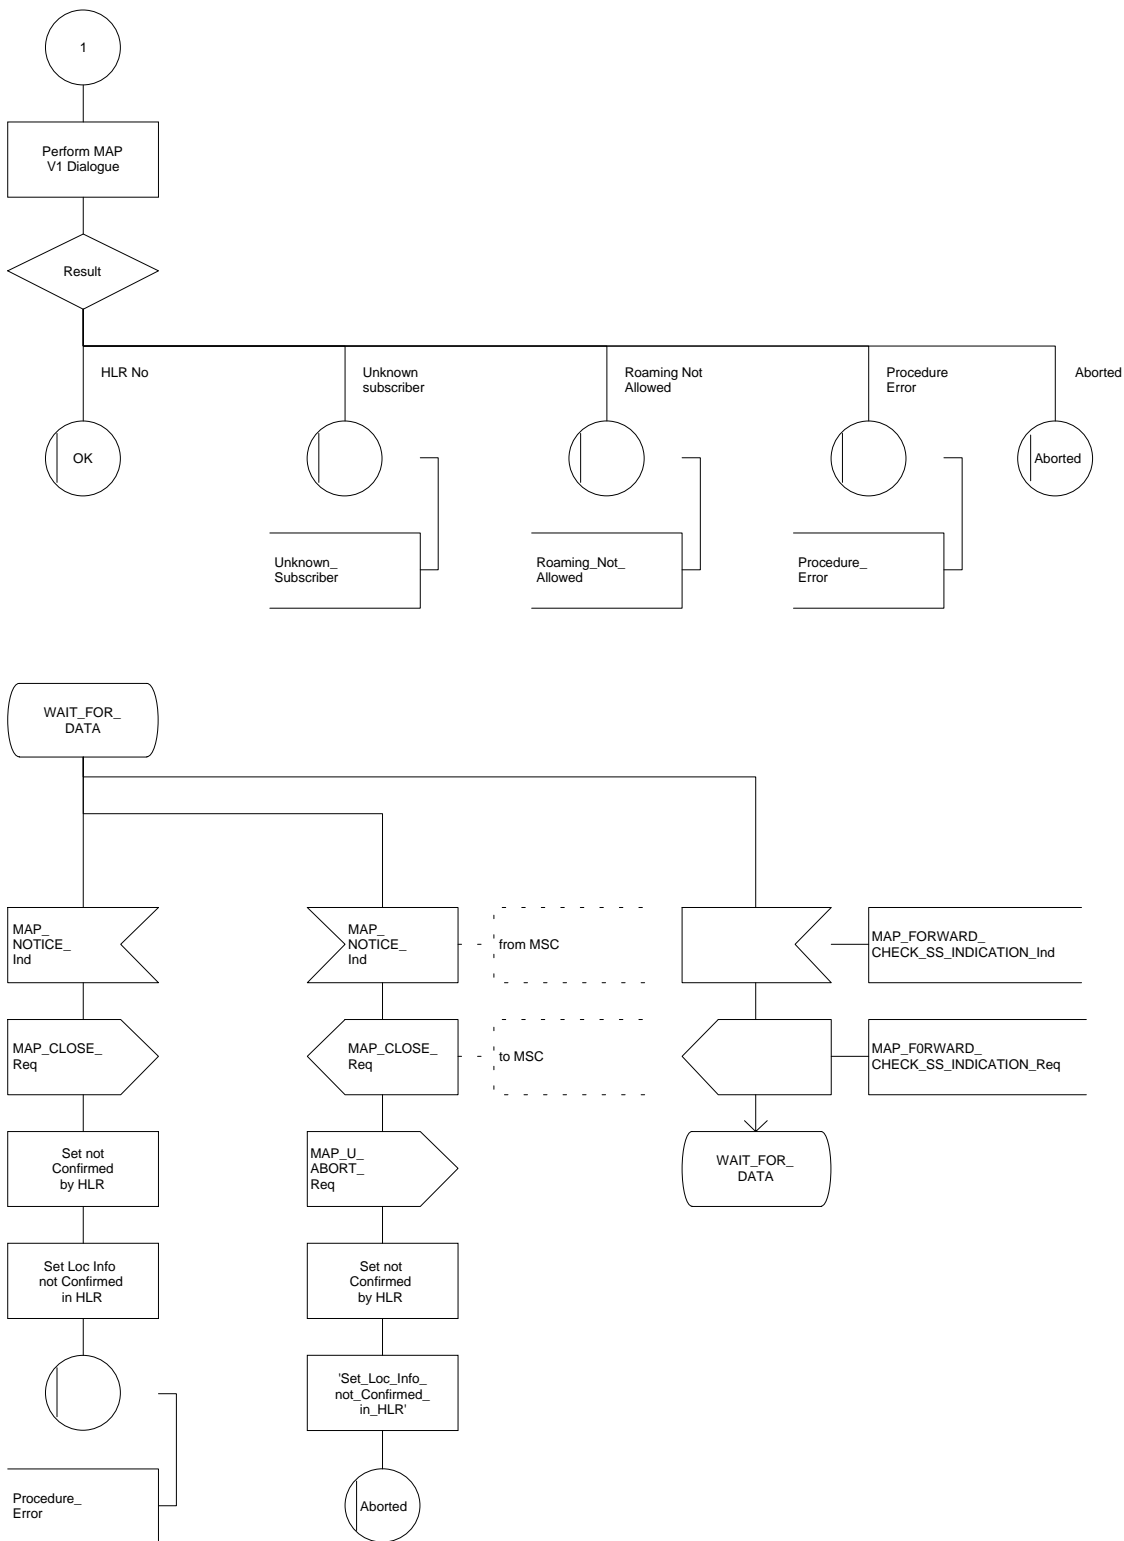 1
Perform MAP
V1 Dialogue
Result
HLR No
Unknown
subscriber
Roaming Not
Allowed
Procedure
Error
Aborted
OK
Aborted
Unknown_
Subscriber
Roaming_Not_
Allowed
Procedure_
Error
WAIT_FOR_
DATA
MAP_
NOTICE_
Ind
MAP_
NOTICE_
Ind
from MSC
MAP_FORWARD_
CHECK_SS_INDICATION_Ind
MAP_CLOSE_
Req
MAP_CLOSE_
Req
to MSC
MAP_F0RWARD_
CHECK_SS_INDICATION_Req
Set not
Confirmed
by HLR
MAP_U_
ABORT_
Req
WAIT_FOR_
DATA
Set Loc Info
not Confirmed
in HLR
Set not
Confirmed
by HLR
'Set_Loc_Info_
not_Confirmed_
in_HLR'
Procedure_
Error
Aborted